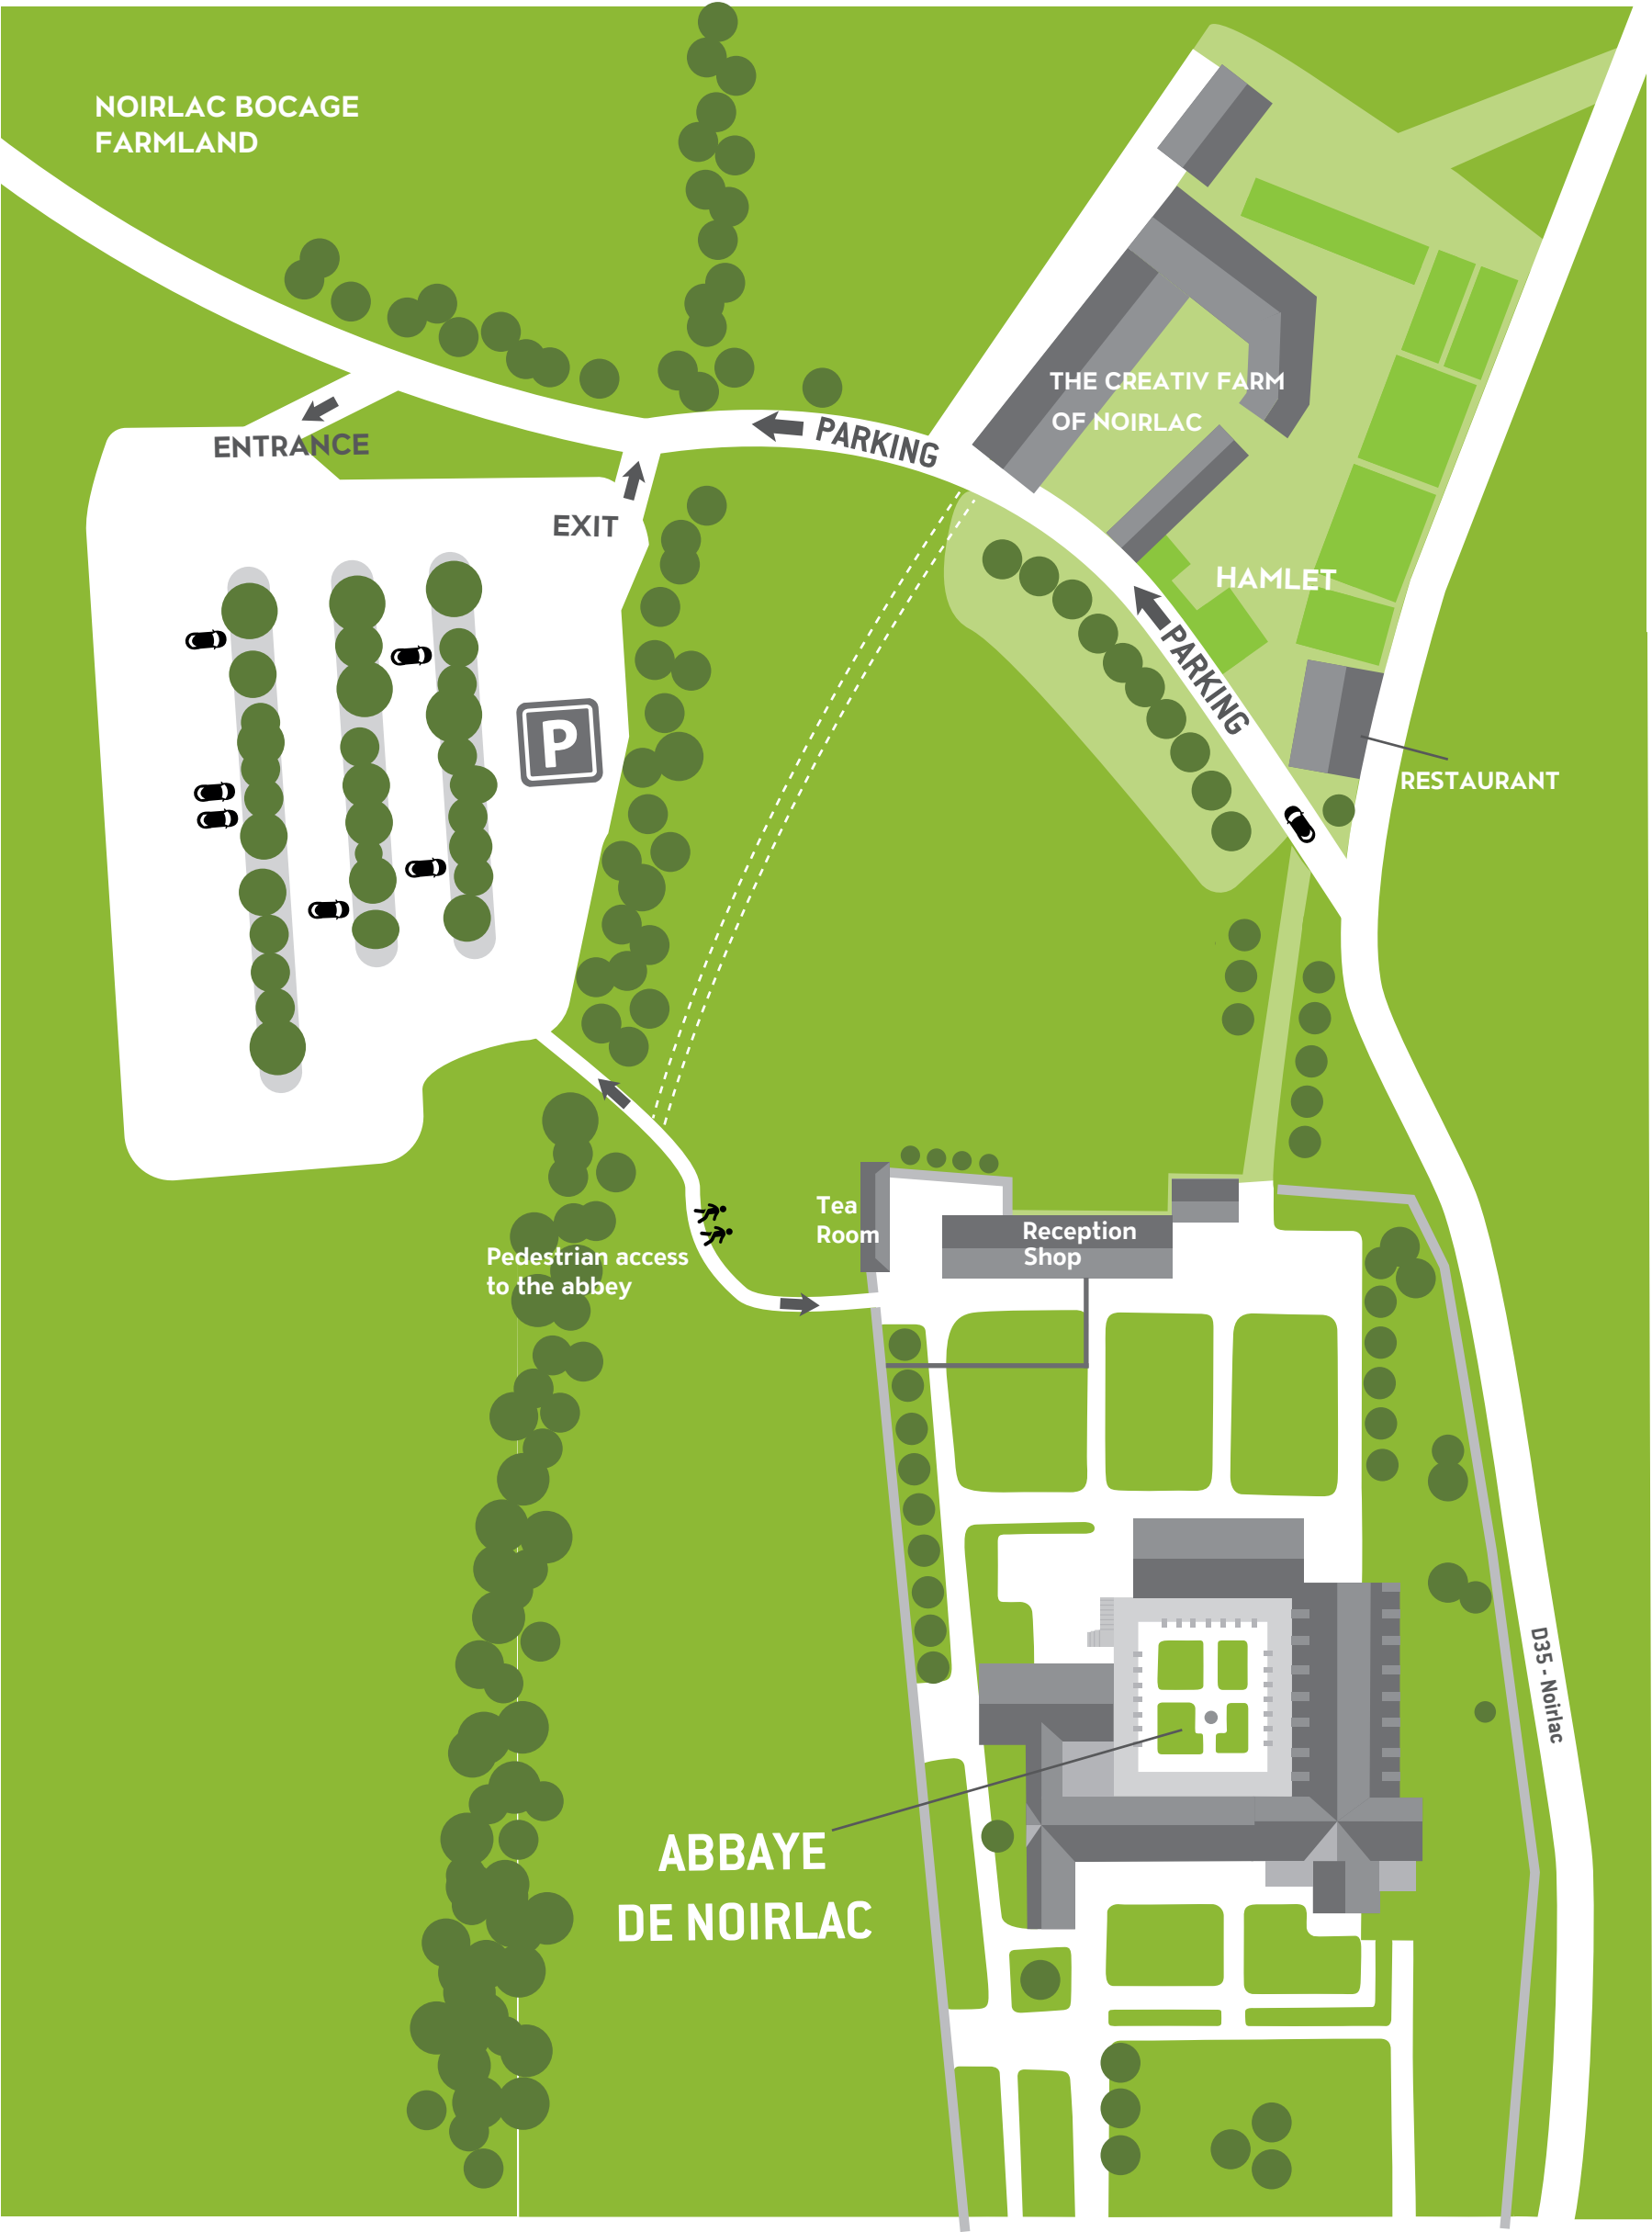 NOIRLAC BOCAGE
FARMLAND
THE CREATIV FARM
OF NOIRLAC
PARKING
ENTRANCE
EXIT
HAMLET
PARKING
P
RESTAURANT
Tea
Room
Reception
Shop
Pedestrian access
to the abbey
D35 - Noirlac
ABBAYE
DE NOIRLAC